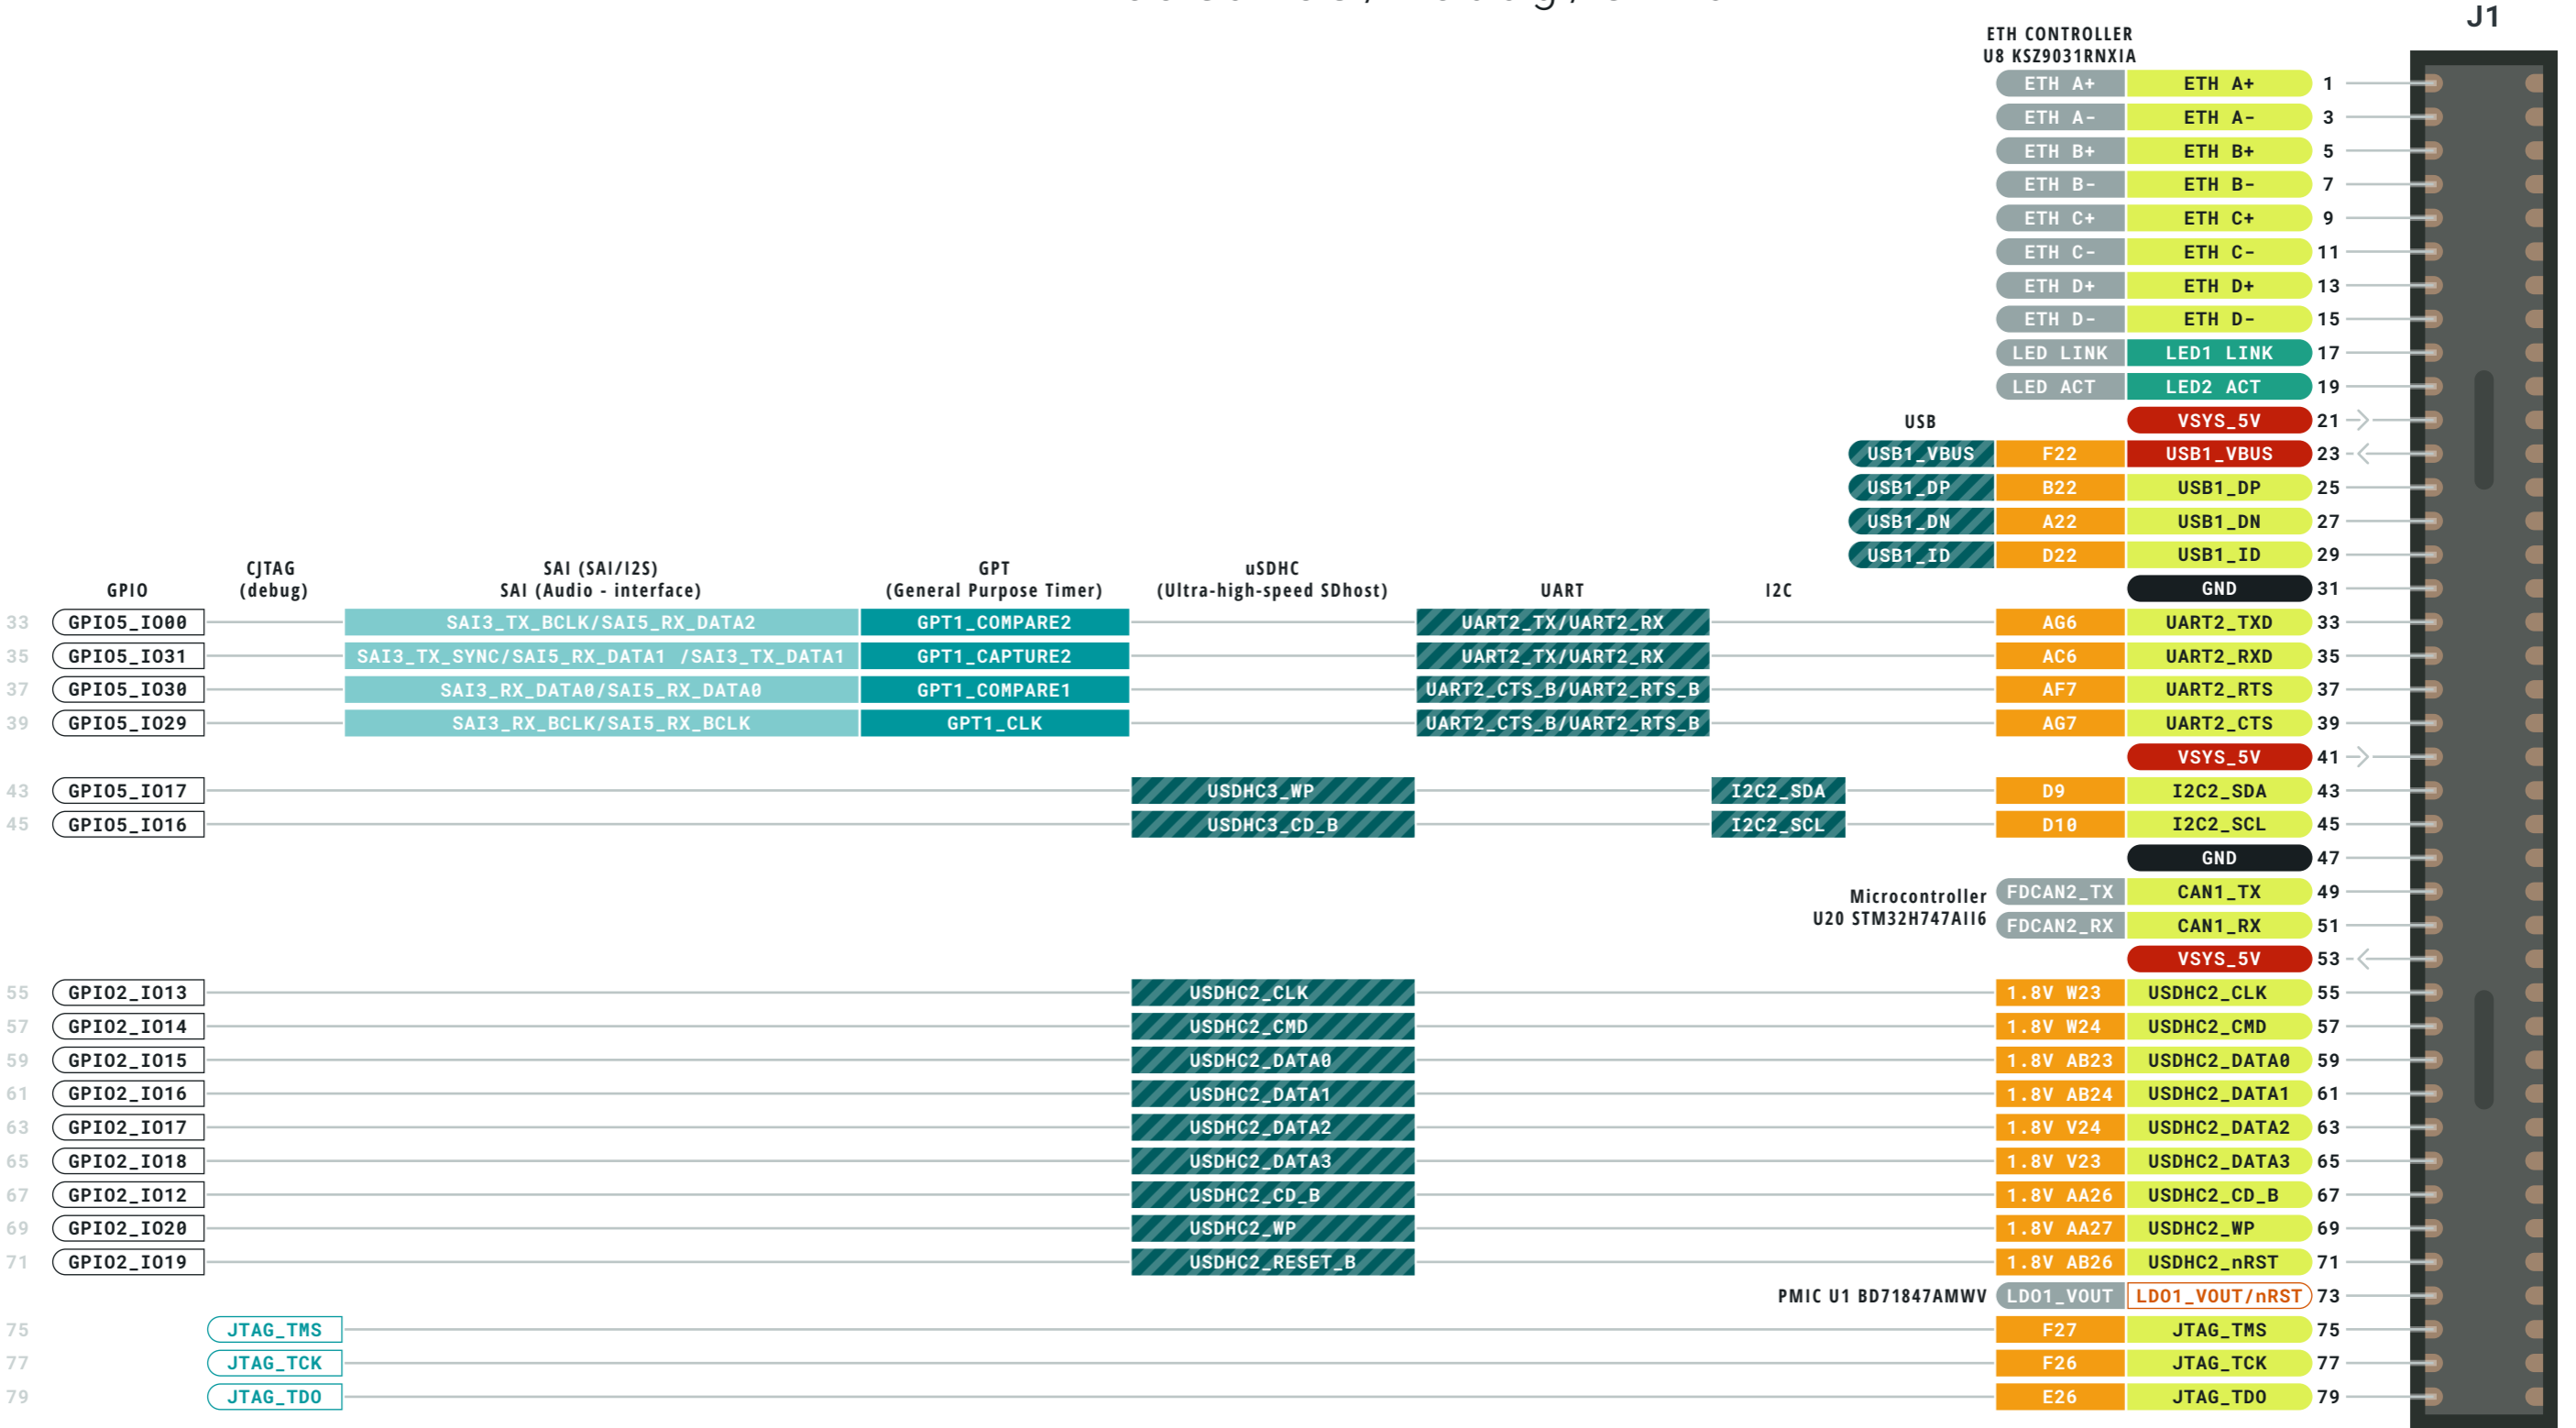 J1
ETH CONTROLLER
U8 KSZ9031RNXIA
ETH A+ ETH A+ 1
ETH A- ETH A- 3
ETH B+ ETH B+ 5
ETH B- ETH B- 7
ETH C+ ETH C+ 9
ETH C- ETH C- 11
ETH D+ ETH D+ 13
ETH D- ETH D- 15
LED LINK LED1 LINK 17
LED ACT LED2 ACT 19
USB VSYS_5V 21
USB1_VBUS F22 USB1_VBUS 23
USB1_DP B22 USB1_DP 25
USB1_DN A22 USB1_DN 27
USB1_ID D22 USB1_ID 29
CJTAG SAI (SAI/I2S) GPT uSDHC
GPIO (debug) SAI (Audio - interface) (General Purpose Timer) (Ultra-high-speed SDhost) UART I2C GND 31
33 GPIO5_IO00 SAI3_TX_BCLK/SAI5_RX_DATA2 GPT1_COMPARE2 UART2_TX/UART2_RX AG6 UART2_TXD 33
35 GPIO5_IO31 SAI3_TX_SYNC/SAI5_RX_DATA1 /SAI3_TX_DATA1 GPT1_CAPTURE2 UART2_TX/UART2_RX AC6 UART2_RXD 35
37 GPIO5_IO30 SAI3_RX_DATA0/SAI5_RX_DATA0 GPT1_COMPARE1 UART2_CTS_B/UART2_RTS_B AF7 UART2_RTS 37
39 GPIO5_IO29 SAI3_RX_BCLK/SAI5_RX_BCLK GPT1_CLK UART2_CTS_B/UART2_RTS_B AG7 UART2_CTS 39
VSYS_5V 41
43 GPIO5_IO17 USDHC3_WP I2C2_SDA D9 I2C2_SDA 43
45 GPIO5_IO16 USDHC3_CD_B I2C2_SCL D10 I2C2_SCL 45
GND 47
Microcontroller FDCAN2_TX CAN1_TX 49
U20 STM32H747AII6 FDCAN2_RX CAN1_RX 51
VSYS_5V 53
55 GPIO2_IO13 USDHC2_CLK 1.8V W23 USDHC2_CLK 55
57 GPIO2_IO14 USDHC2_CMD 1.8V W24 USDHC2_CMD 57
59 GPIO2_IO15 USDHC2_DATA0 1.8V AB23 USDHC2_DATA0 59
61 GPIO2_IO16 USDHC2_DATA1 1.8V AB24 USDHC2_DATA1 61
63 GPIO2_IO17 USDHC2_DATA2 1.8V V24 USDHC2_DATA2 63
65 GPIO2_IO18 USDHC2_DATA3 1.8V V23 USDHC2_DATA3 65
67 GPIO2_IO12 USDHC2_CD_B 1.8V AA26 USDHC2_CD_B 67
69 GPIO2_IO20 USDHC2_WP 1.8V AA27 USDHC2_WP 69
71 GPIO2_IO19 USDHC2_RESET_B 1.8V AB26 USDHC2_nRST 71
PMIC U1 BD71847AMWV LDO1_VOUT LDO1_VOUT/nRST 73
75 JTAG_TMS F27 JTAG_TMS 75
77 JTAG_TCK F26 JTAG_TCK 77
79 JTAG_TDO E26 JTAG_TDO 79